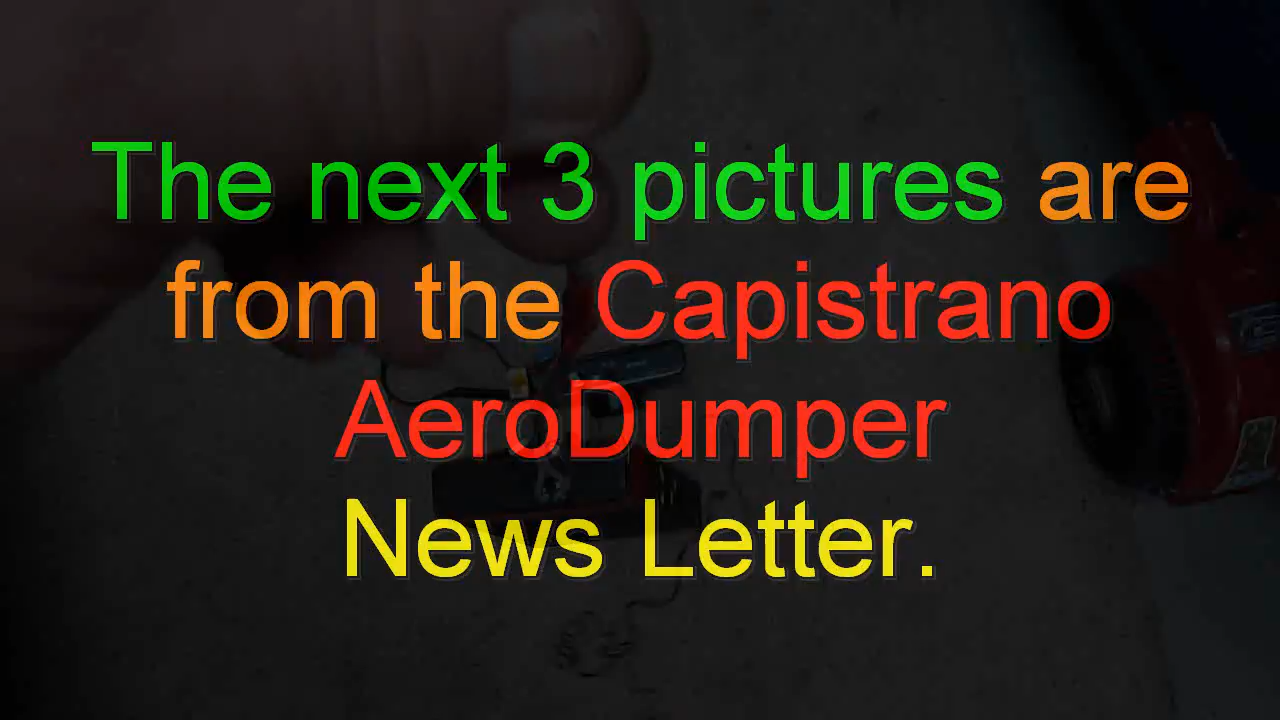 The next 3 pictures are
from the Capistrano
AeroDumper
News Letter.